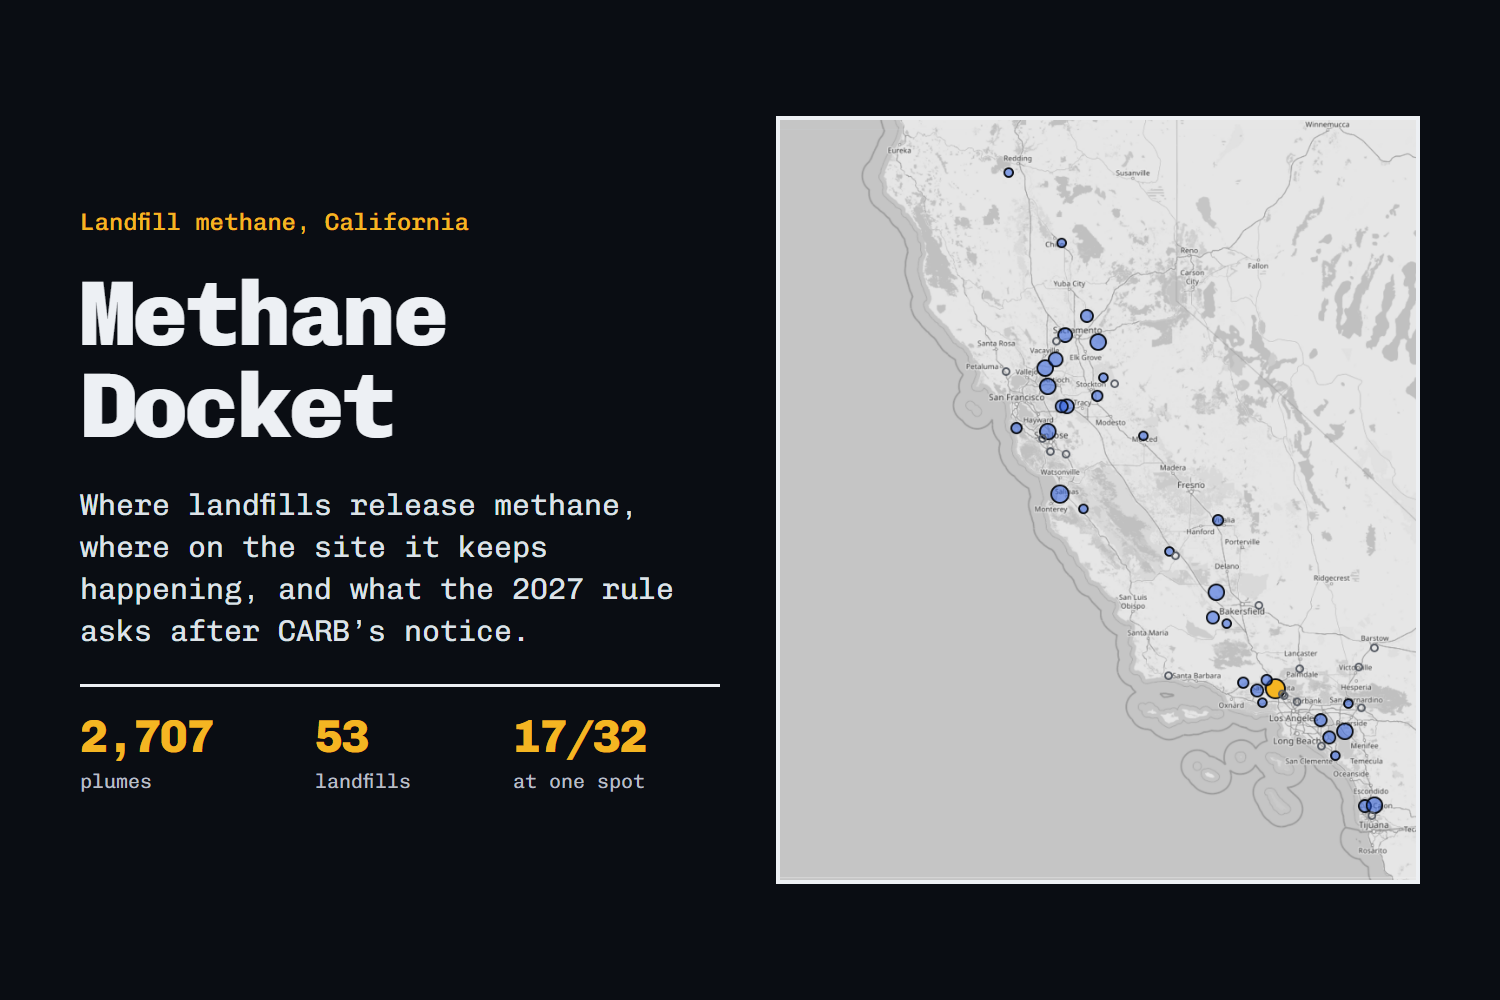 Landfill methane, California
Methane
Docket
Where landfills release methane,
where on the site it keeps
happening, and what the 2027 rule
asks after CARB’s notice.
2,707
53
17/32
plumes
landfills
at one spot
Winnemucca
Eureka
Redding
Susanville
Reno
Fallon
Carson
City
Yuba City
Santa Rosa
Vacaville
Elk Grove
Petaluma
Stockton
San Francisco
Tracy
Hayward
Modesto
Watsonville
Madera
Fresno
Monterey
Hanford
Porterville
Delano
Ridgecrest
San Luis
Obispo
Bakersfield
Santa Maria
Barstow
Lancaster
Santa Barbara
Palmdale
Hesperia
Oxnard
Los Angeles
Long Beach
Menifee
San Clemente
Temecula
Oceanside
Escondido
Tijuana
Rosarito